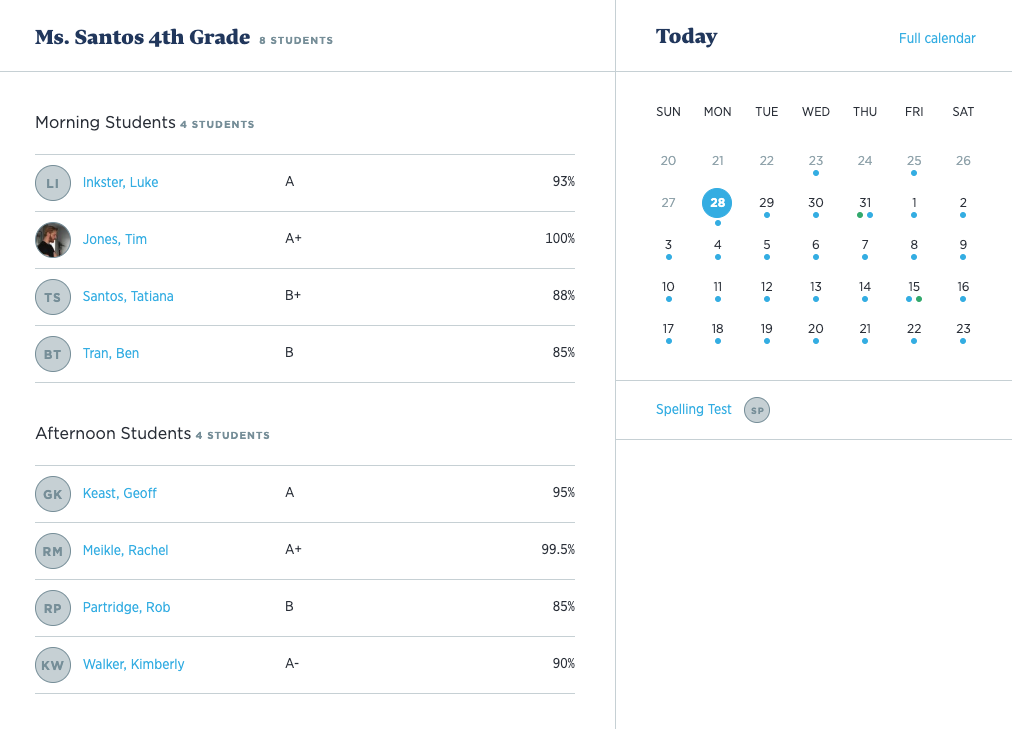 Ms. Santos 4th Grade 8 STUDENTS
Morning Students 4 STUDENTS
LI Inkster, Luke A 93%
Jones, Tim A+ 100%
TS Santos, Tatiana B+ 88%
BT Tran, Ben B 85%
Afternoon Students 4 STUDENTS
GK Keast, Geoff A 95%
RM Meikle, Rachel A+ 99.5%
RP Partridge, Rob B 85%
KW Walker, Kimberly A- 90%
Today Full calendar
SUN MON TUE WED THU FRI SAT
20 21 22 23 24 25 26
27 28 29 30 31 1 2
3 4 5 6 7 8 9
10 11 12 13 14 15 16
17 18 19 20 21 22 23
Spelling Test SP